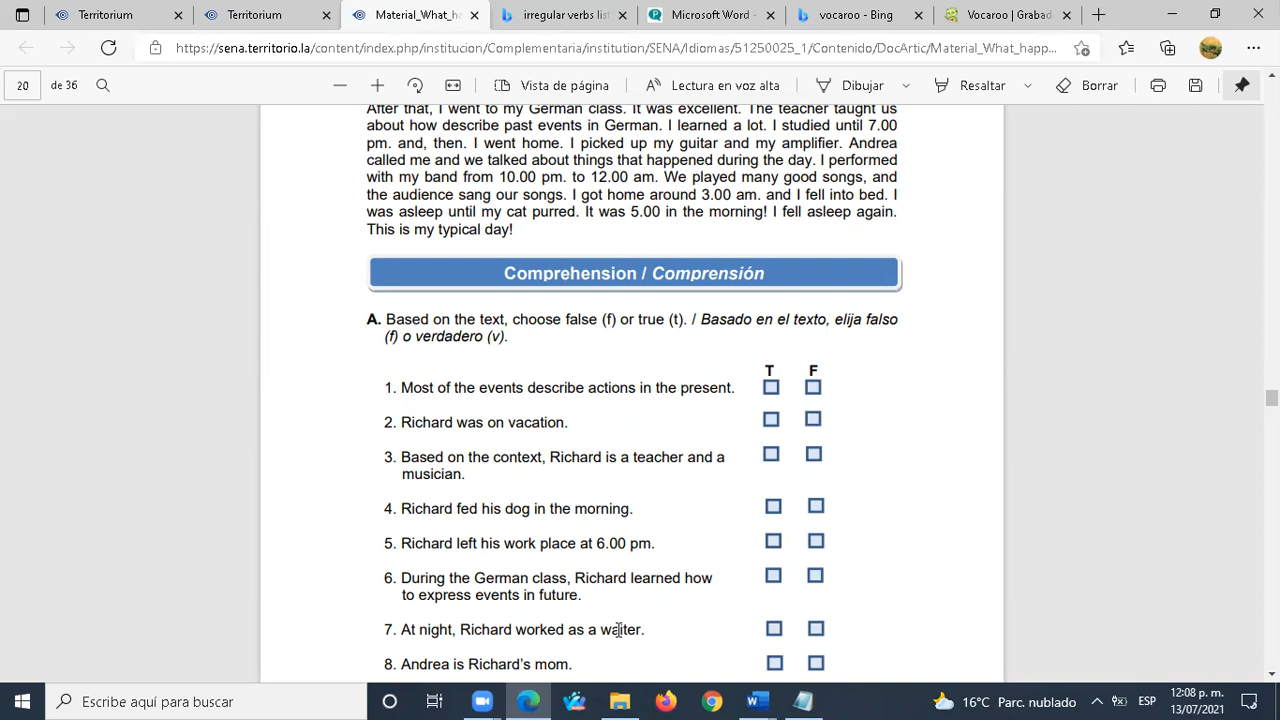 Territorium
Territorium
Material_What_ha
irregular verbs list
Microsoft Word -
vocaroo - Bing
Vocaroo | Grabad
https://sena.territorio.la/content/index.php/institucion/Complementaria/institution/SENA/Idiomas/51250025_1/Contenido/DocArtic/Material_What_happ...
20 de 36
Vista de página
Lectura en voz alta
Dibujar
Resaltar
Borrar
After that, I went to my German class. It was excellent. The teacher taught us
about how describe past events in German. I learned a lot. I studied until 7.00
pm. and, then. I went home. I picked up my guitar and my amplifier. Andrea
called me and we talked about things that happened during the day. I performed
with my band from 10.00 pm. to 12.00 am. We played many good songs, and
the audience sang our songs. I got home around 3.00 am. and I fell into bed. I
was asleep until my cat purred. It was 5.00 in the morning! I fell asleep again.
This is my typical day!
Comprehension / Comprensión
A. Based on the text, choose false (f) or true (t). / Basado en el texto, elija falso
(f) o verdadero (v).
T F
1. Most of the events describe actions in the present.
2. Richard was on vacation.
3. Based on the context, Richard is a teacher and a
musician.
4. Richard fed his dog in the morning.
5. Richard left his work place at 6.00 pm.
6. During the German class, Richard learned how
to express events in future.
7. At night, Richard worked as a waiter.
8. Andrea is Richard's mom.
Escribe aquí para buscar
16°C Parc. nublado
ESP
12:08 p. m.
13/07/2021